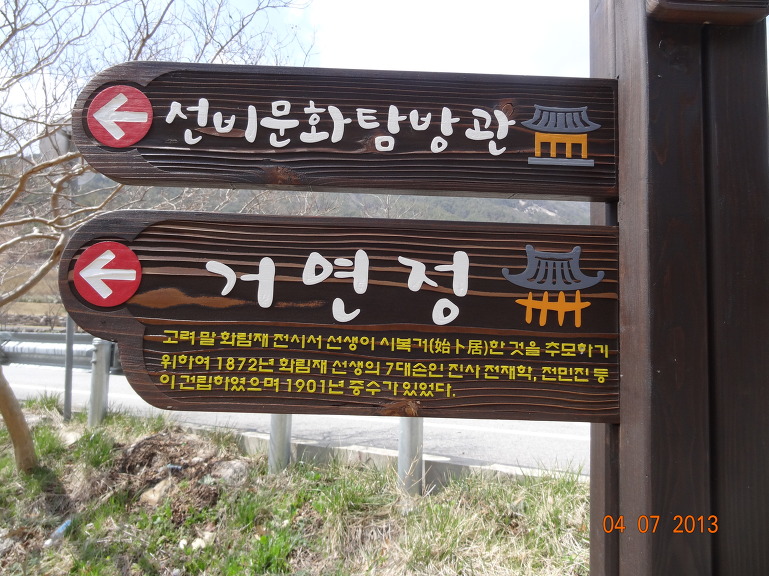 선비문화탐방관
거연정
고려 말 화림재 전시서 선생이 시복거(始卜居)한 것을 추모하기
위하여 1872년 화림재 선생의 7대손인 진사 전재학, 전민진 등
이 건립하였으며 1901년 중수가 있었다.
04 07 2013